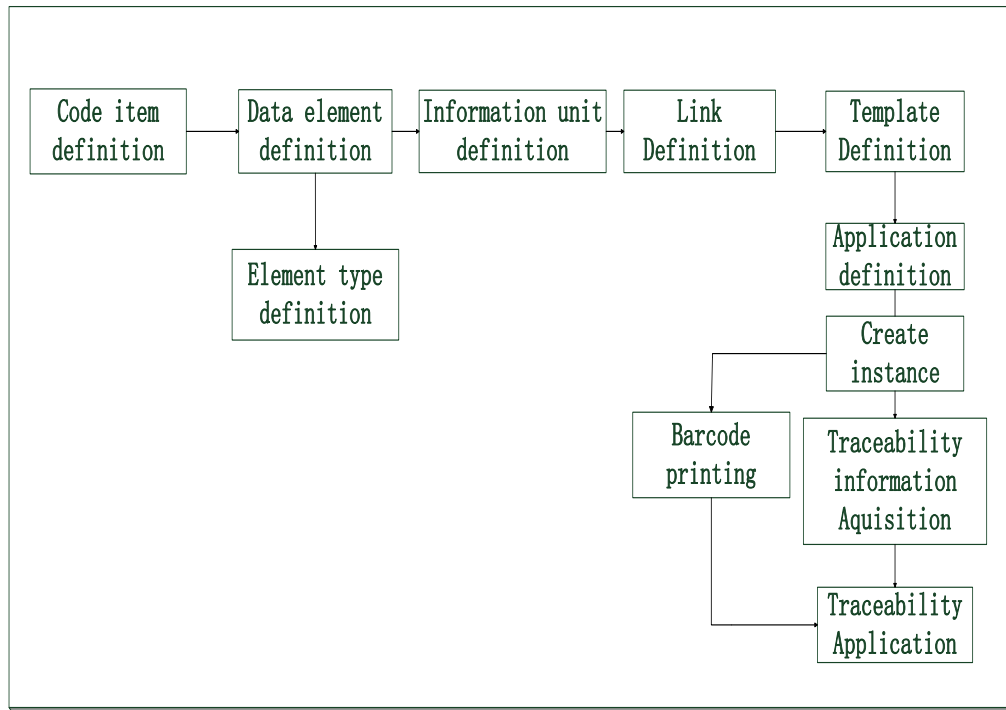 Code item
definition
Data element
definition
Information unit
definition
Link
Definition
Template
Definition
Element type
definition
Application
definition
Create
instance
Barcode
printing
Traceability
information
Aquisition
Traceability
Application